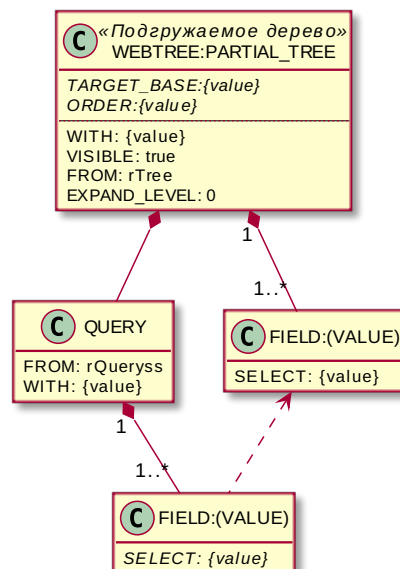 C «Подгружаемое дерево»
WEBTREE:PARTIAL_TREE
TARGET_BASE:{value}
ORDER:{value}
WITH: {value}
VISIBLE: true
FROM: rTree
EXPAND_LEVEL: 0
1
1..*
C QUERY
FROM: rQueryss
WITH: {value}
C FIELD:(VALUE)
SELECT: {value}
1
1..*
C FIELD:(VALUE)
SELECT: {value}